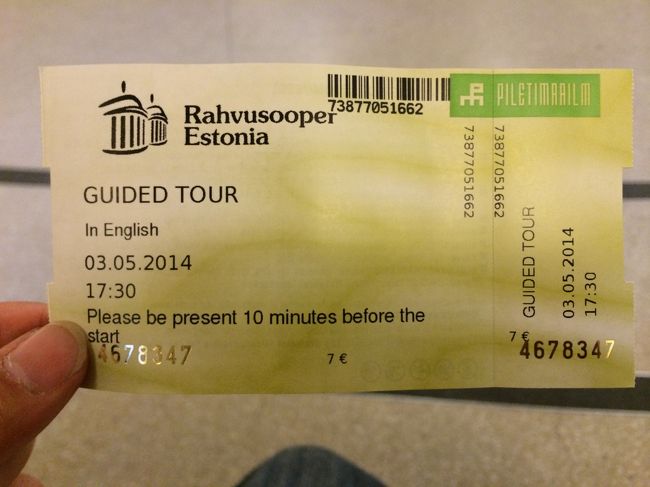 Rahvusooper
Estonia
73877051662
PILETIMAAILM
GUIDED TOUR
In English
03.05.2014
17:30
Please be present 10 minutes before the
start
4678347
7 €
73877051662
73877051662
GUIDED TOUR
03.05.2014
17:30
7 €
4678347